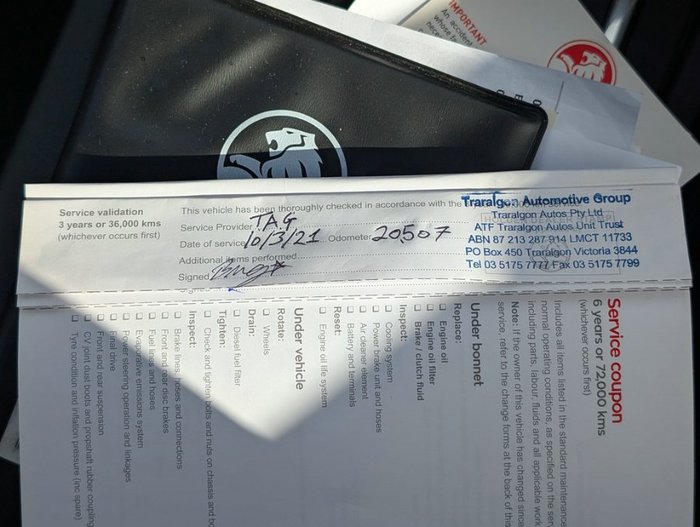 IMPORTANT
An accident
Service validation
3 years or 36,000 kms
(whichever occurs first)
This vehicle has been thoroughly checked in accordance with the
Service Provider TAG
Date of service 10/3/21 Odometer 20507
Additional items performed
Signed
Traralgon Automotive Group
Traralgon Autos Pty Ltd
ATF Traralgon Autos Unit Trust
ABN 87 213 287 914 LMCT 11733
PO Box 450 Traralgon Victoria 3844
Tel 03 5175 7777 Fax 03 5175 7799
Service coupon
6 years or 72,000 kms
(whichever occurs first)
Includes all items listed in the standard maintenance
normal operating conditions, as specified on the
including parts, labour, fluids and all applicable
Note: If the owner of this vehicle has changed since
service, refer to the change forms at the back of
Under bonnet
Replace:
Engine oil
Engine oil filter
Brake / clutch fluid
Inspect:
Cooling system
Power brake unit and hoses
Air cleaner element
Battery and terminals
Reset:
Engine oil life system
Under vehicle
Rotate:
Wheels
Drain:
Diesel fuel filter
Tighten:
Check and tighten bolts and nuts on chassis and
Inspect:
Brake lines, hoses and connections
Front and rear disc brakes
Fuel lines and hoses
Evaporative emissions system
Power steering operation and linkages
Final drive
Front and rear suspension
CV joint dust boots and propshaft rubber coupling
Tyre condition and inflation pressure (inc spare)